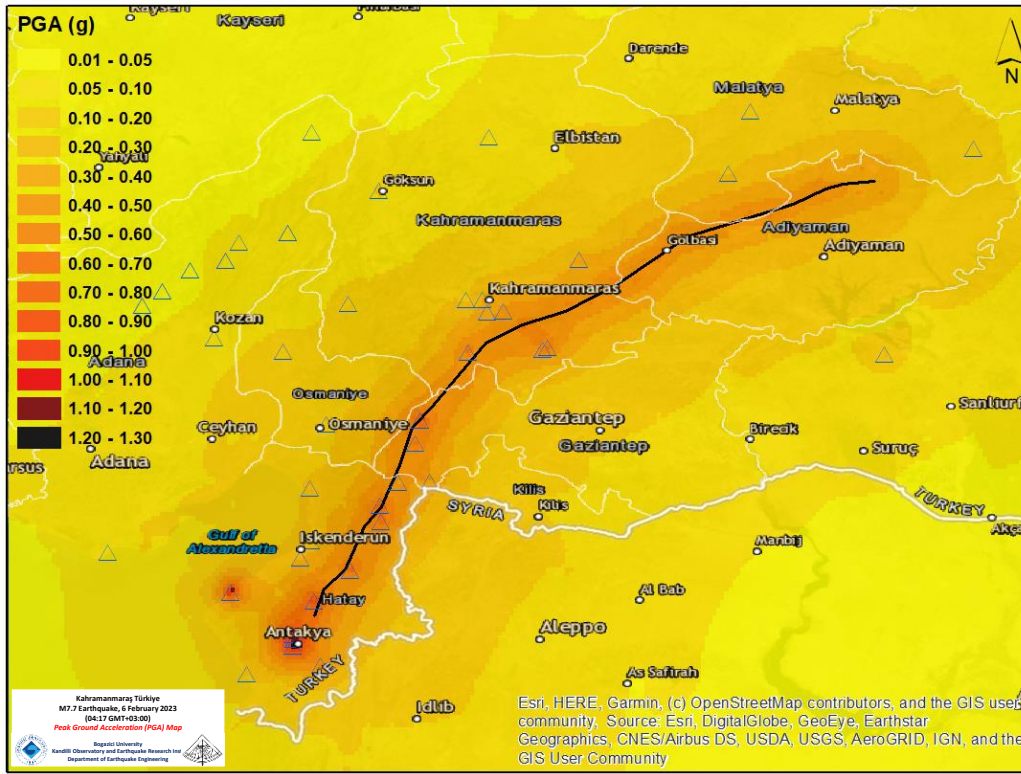 PGA (g)
0.01 - 0.05
0.05 - 0.10
0.10 - 0.20
0.20 - 0.30
0.30 - 0.40
0.40 - 0.50
0.50 - 0.60
0.60 - 0.70
0.70 - 0.80
0.80 - 0.90
0.90 - 1.00
1.00 - 1.10
1.10 - 1.20
1.20 - 1.30
Kayseri
Kayseri
Darende
N
Malatya
Malatya
Elbistan
Yahyali
Göksun
Kahramanmaras
Adiyaman
Adiyaman
Golbasi
Kahramanmaras
Kozan
Adana
Osmaniye
Osmaniye
Ceyhan
Adana
arsus
Gaziantep
Gaziantep
Birecik
Sanliurf
Suruç
Kilis
Kilis
SYRIA
TURKEY
Akça
Manbij
Gulf of
Alexandretta
Iskenderun
Hatay
Al Bab
Antakya
Aleppo
TURKEY
As Safirah
Idlib
Kahramanmaraş Türkiye
M7.7 Earthquake, 6 February 2023
(04:17 GMT+03:00)
Peak Ground Acceleration (PGA) Map
Bogazici University
Kandilli Observatory and Earthquake Research Inst
Department of Earthquake Engineering
Esri, HERE, Garmin, (c) OpenStreetMap contributors, and the GIS user
community, Source: Esri, DigitalGlobe, GeoEye, Earthstar
Geographics, CNES/Airbus DS, USDA, USGS, AeroGRID, IGN, and the
GIS User Community